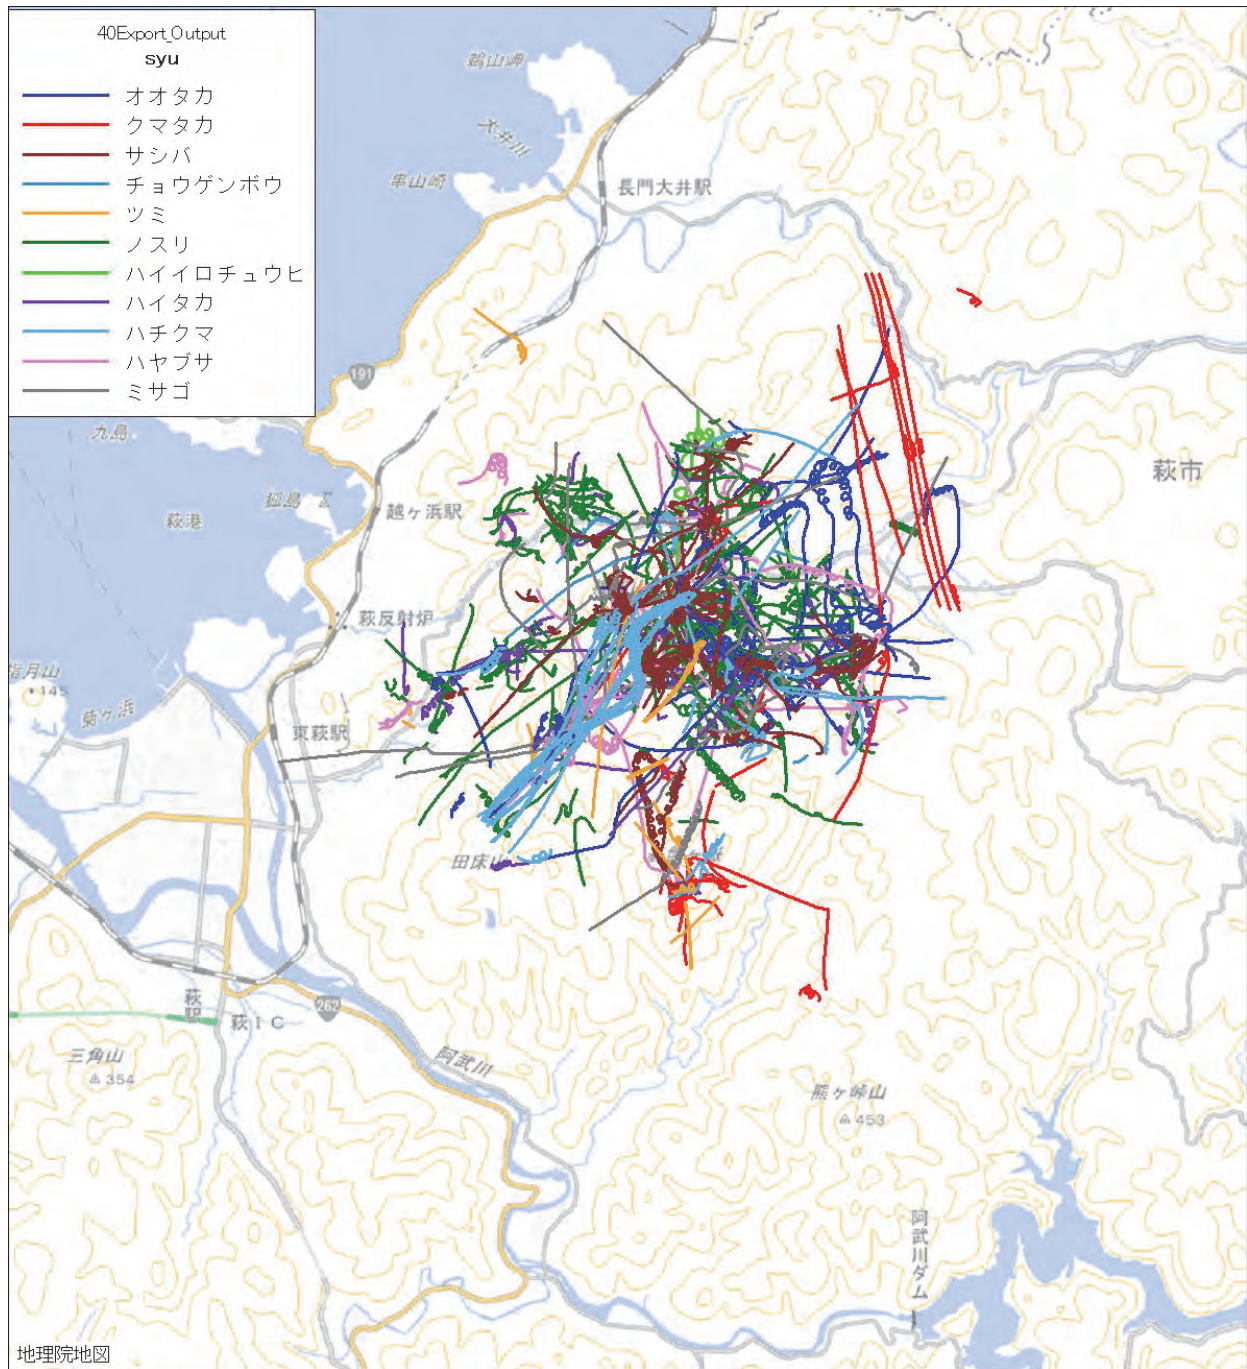 40Export_Output
syu
オオタカ
クマタカ
サシバ
チョウゲンボウ
ツミ
ノスリ
ハイイロチュウヒ
ハイタカ
ハチクマ
ハヤブサ
ミサゴ
鵜山岬
大井川
串山崎
長門大井駅
191
九島
萩市
萩港
越ヶ浜駅
萩反射炉
指月山
145
菊ヶ浜
東萩駅
田床山
萩駅
萩IC
262
三角山
354
阿武川
熊ヶ峠山
453
阿武川ダム
地理院地図